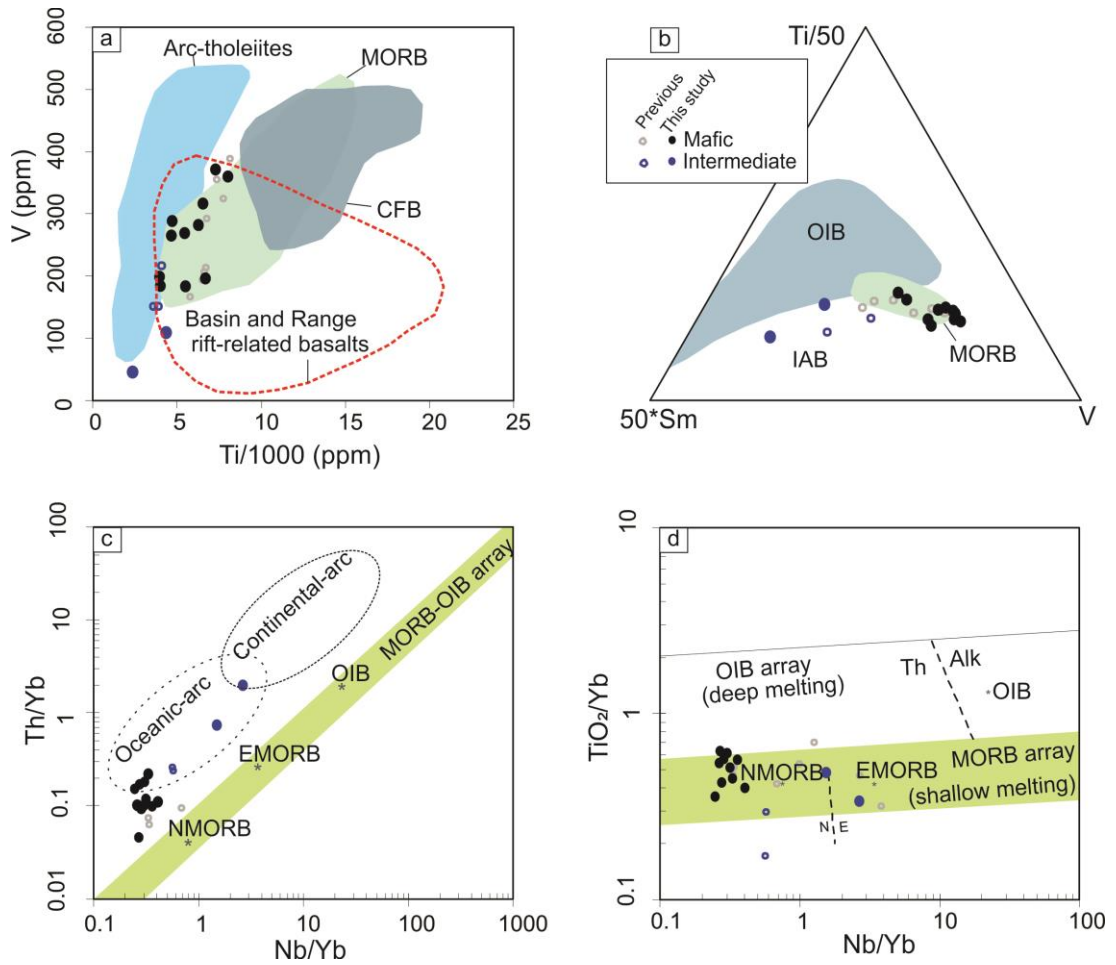 a
Arc-tholeiites
MORB
CFB
Basin and Range
rift-related basalts
600
500
400
300
200
100
0
V (ppm)
0
5
10
15
20
25
Ti/1000 (ppm)
b
Ti/50
Previous
This study
Mafic
Intermediate
OIB
IAB
MORB
50*Sm
V
c
100
10
1
0.1
0.01
Th/Yb
Continental-arc
Oceanic-arc
MORB-OIB array
OIB
EMORB
NMORB
0.1
1
10
100
1000
Nb/Yb
d
10
1
0.1
TiO₂/Yb
OIB array
(deep melting)
Th
Alk
OIB
MORB array
(shallow melting)
NMORB
EMORB
N
E
0.1
1
10
100
Nb/Yb